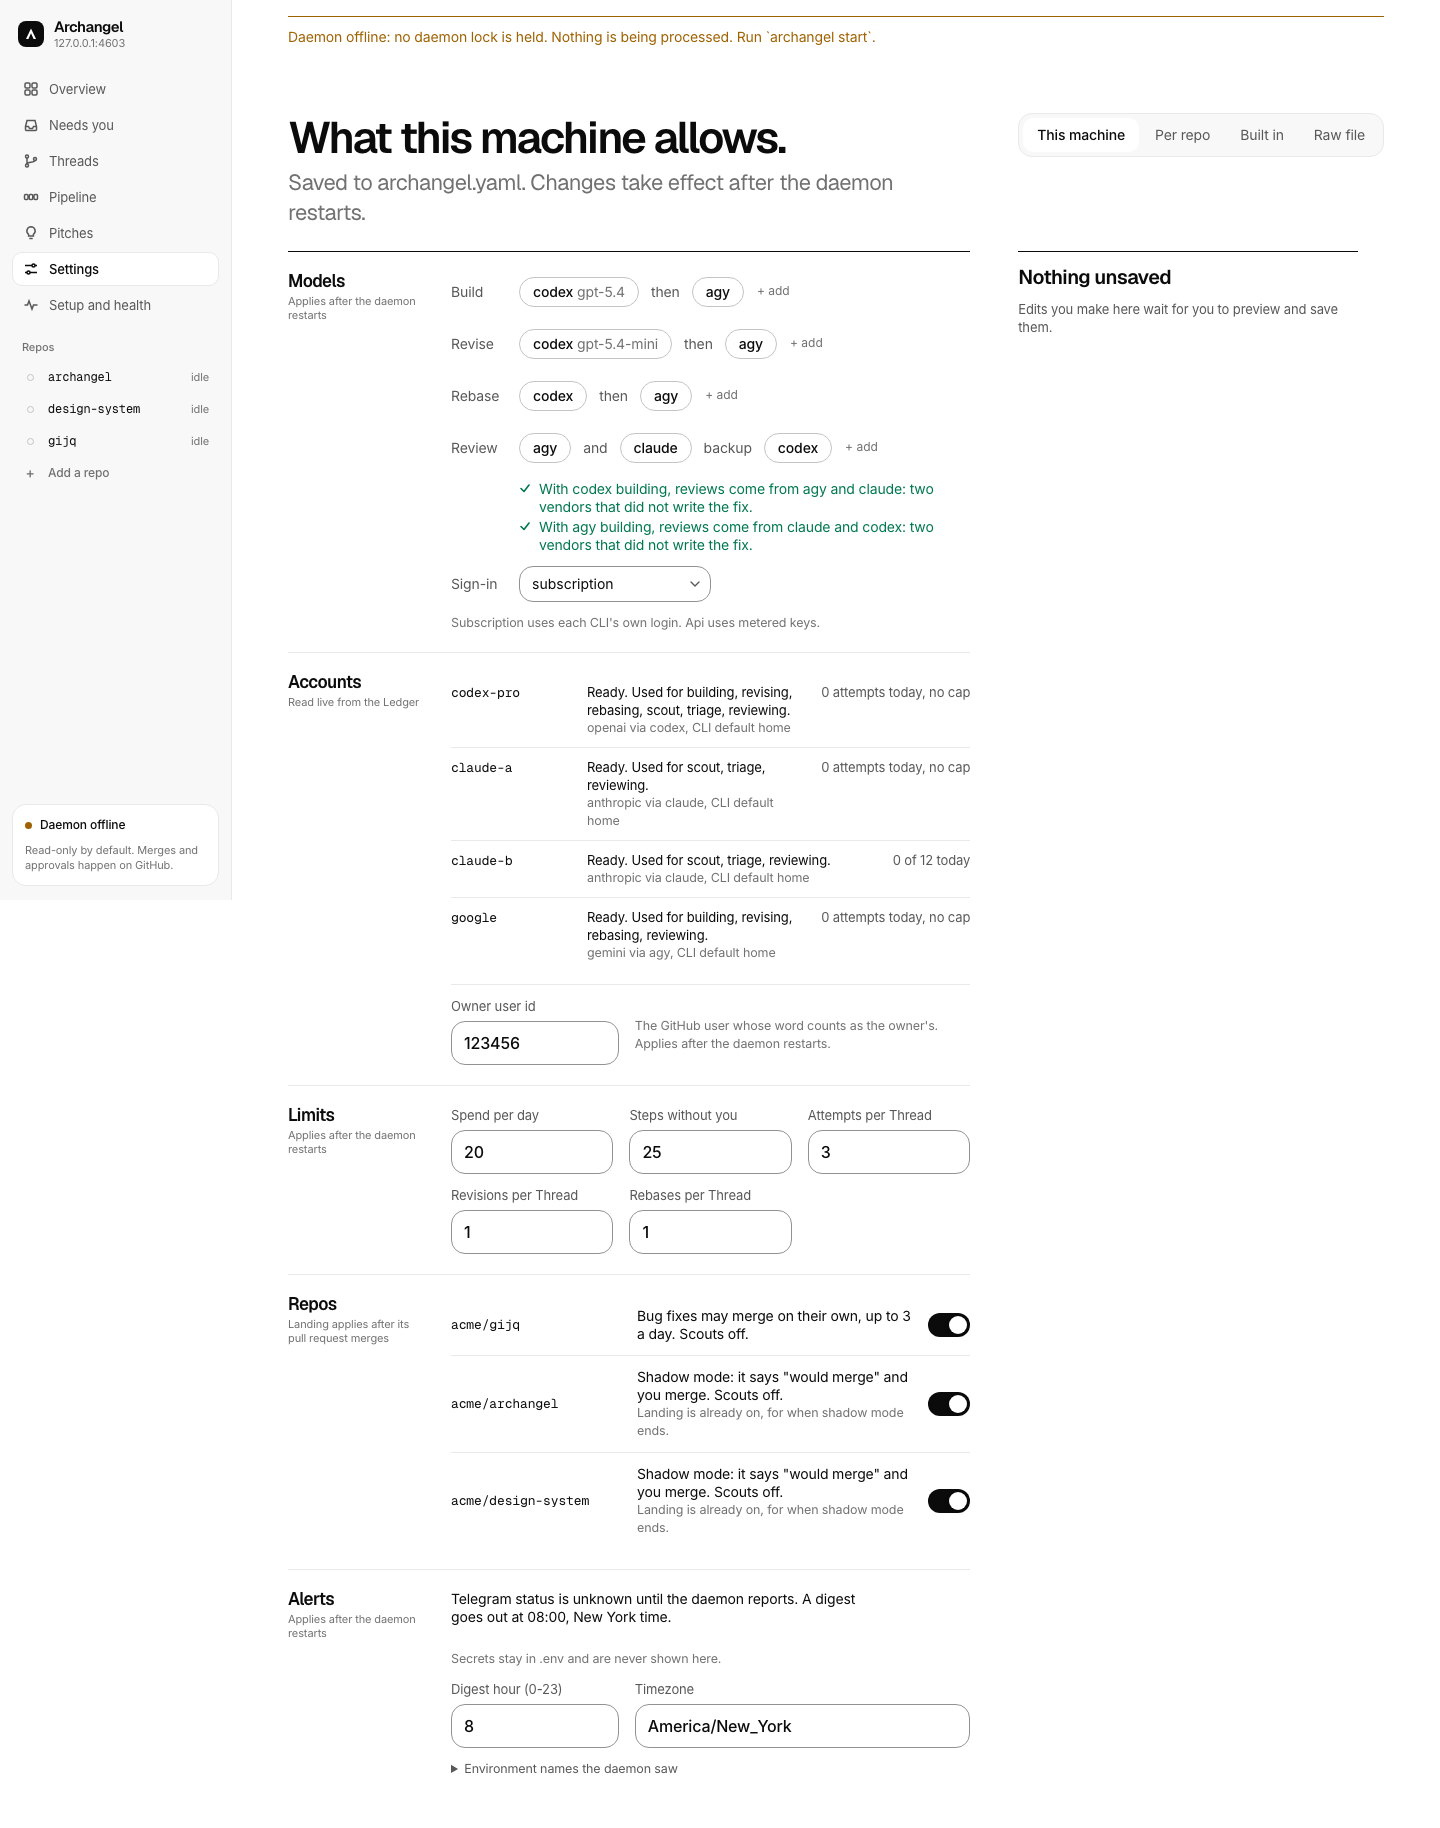 Archangel
127.0.0.1:4603
Overview
Needs you
Threads
Pipeline
Pitches
Settings
Setup and health
Repos
archangel idle
design-system idle
gijq idle
+ Add a repo
Daemon offline
Read-only by default. Merges and
approvals happen on GitHub.
Daemon offline: no daemon lock is held. Nothing is being processed. Run `archangel start`.
What this machine allows.
Saved to archangel.yaml. Changes take effect after the daemon
restarts.
This machine Per repo Built in Raw file
Nothing unsaved
Edits you make here wait for you to preview and save
them.
Models
Applies after the daemon
restarts
Build codex gpt-5.4 then agy + add
Revise codex gpt-5.4-mini then agy + add
Rebase codex then agy + add
Review agy and claude backup codex + add
With codex building, reviews come from agy and claude: two
vendors that did not write the fix.
With agy building, reviews come from claude and codex: two
vendors that did not write the fix.
Sign-in subscription
Subscription uses each CLI's own login. Api uses metered keys.
Accounts
Read live from the Ledger
codex-pro Ready. Used for building, revising, 0 attempts today, no cap
rebasing, scout, triage, reviewing.
openai via codex, CLI default home
claude-a Ready. Used for scout, triage, 0 attempts today, no cap
reviewing.
anthropic via claude, CLI default
home
claude-b Ready. Used for scout, triage, reviewing. 0 of 12 today
anthropic via claude, CLI default home
google Ready. Used for building, revising, 0 attempts today, no cap
rebasing, reviewing.
gemini via agy, CLI default home
Owner user id
123456
The GitHub user whose word counts as the owner's.
Applies after the daemon restarts.
Limits
Applies after the daemon
restarts
Spend per day Steps without you Attempts per Thread
20 25 3
Revisions per Thread Rebases per Thread
1 1
Repos
Landing applies after its
pull request merges
acme/gijq Bug fixes may merge on their own, up to 3
a day. Scouts off.
acme/archangel Shadow mode: it says "would merge" and
you merge. Scouts off.
Landing is already on, for when shadow mode
ends.
acme/design-system Shadow mode: it says "would merge" and
you merge. Scouts off.
Landing is already on, for when shadow mode
ends.
Alerts
Applies after the daemon
restarts
Telegram status is unknown until the daemon reports. A digest
goes out at 08:00, New York time.
Secrets stay in .env and are never shown here.
Digest hour (0-23) Timezone
8 America/New_York
Environment names the daemon saw